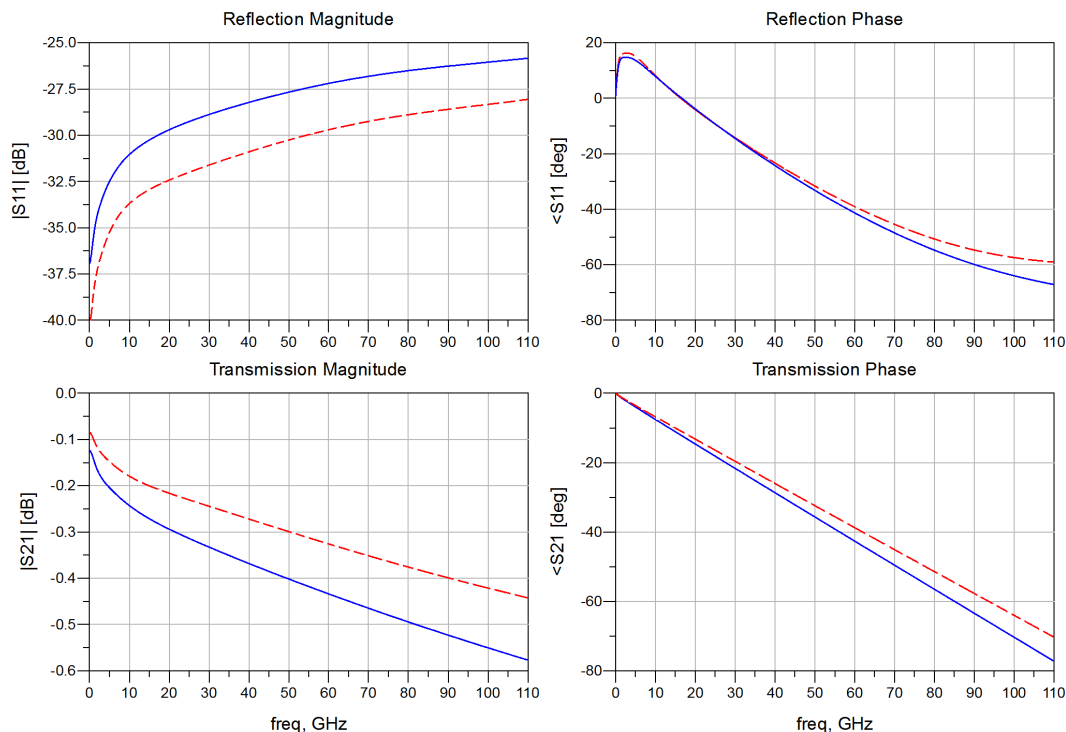 Reflection Magnitude
|S11| [dB]
-25.0
-27.5
-30.0
-32.5
-35.0
-37.5
-40.0
0 10 20 30 40 50 60 70 80 90 100 110
Reflection Phase
<S11 [deg]
20
0
-20
-40
-60
-80
0 10 20 30 40 50 60 70 80 90 100 110
Transmission Magnitude
|S21| [dB]
0.0
-0.1
-0.2
-0.3
-0.4
-0.5
-0.6
0 10 20 30 40 50 60 70 80 90 100 110
freq, GHz
Transmission Phase
<S21 [deg]
0
-20
-40
-60
-80
0 10 20 30 40 50 60 70 80 90 100 110
freq, GHz